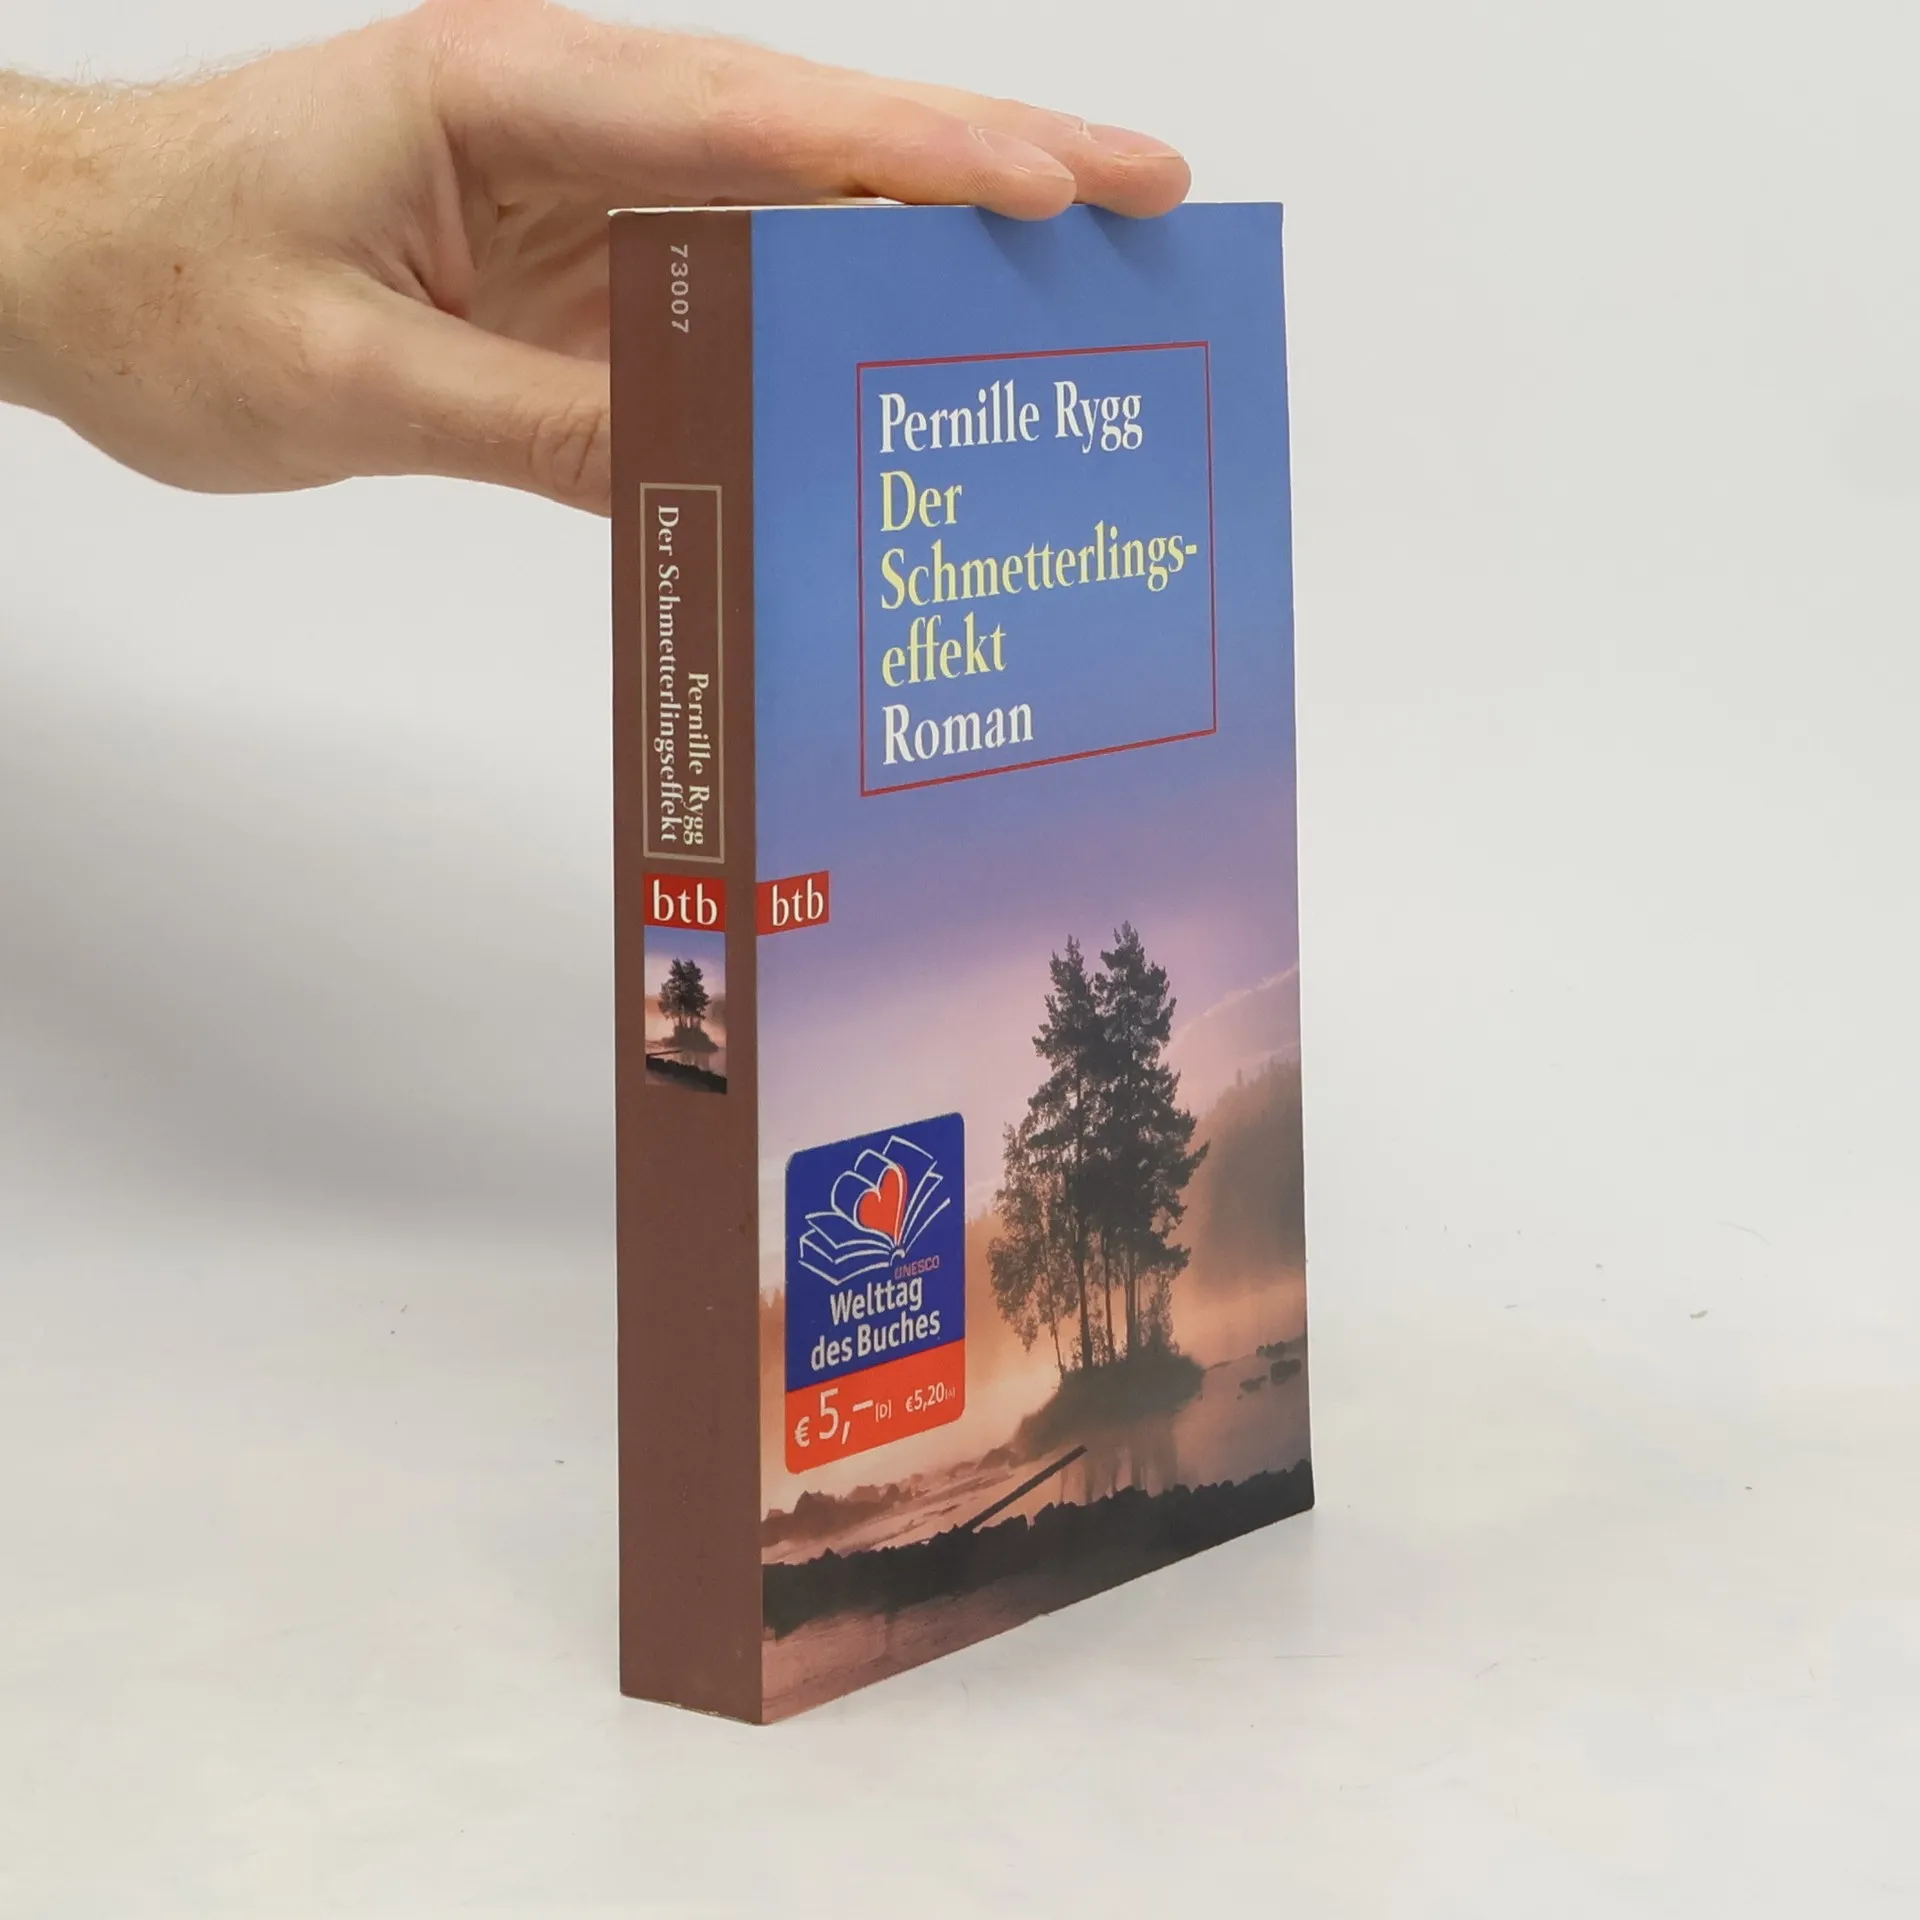 73007
Pernille Rygg
Der Schmetterlingseffekt
btb
Pernille Rygg
Der
Schmetterlings-
effekt
Roman
btb
UNESCO
Welttag
des Buches
€ 5,– [D] € 5,20 [A]